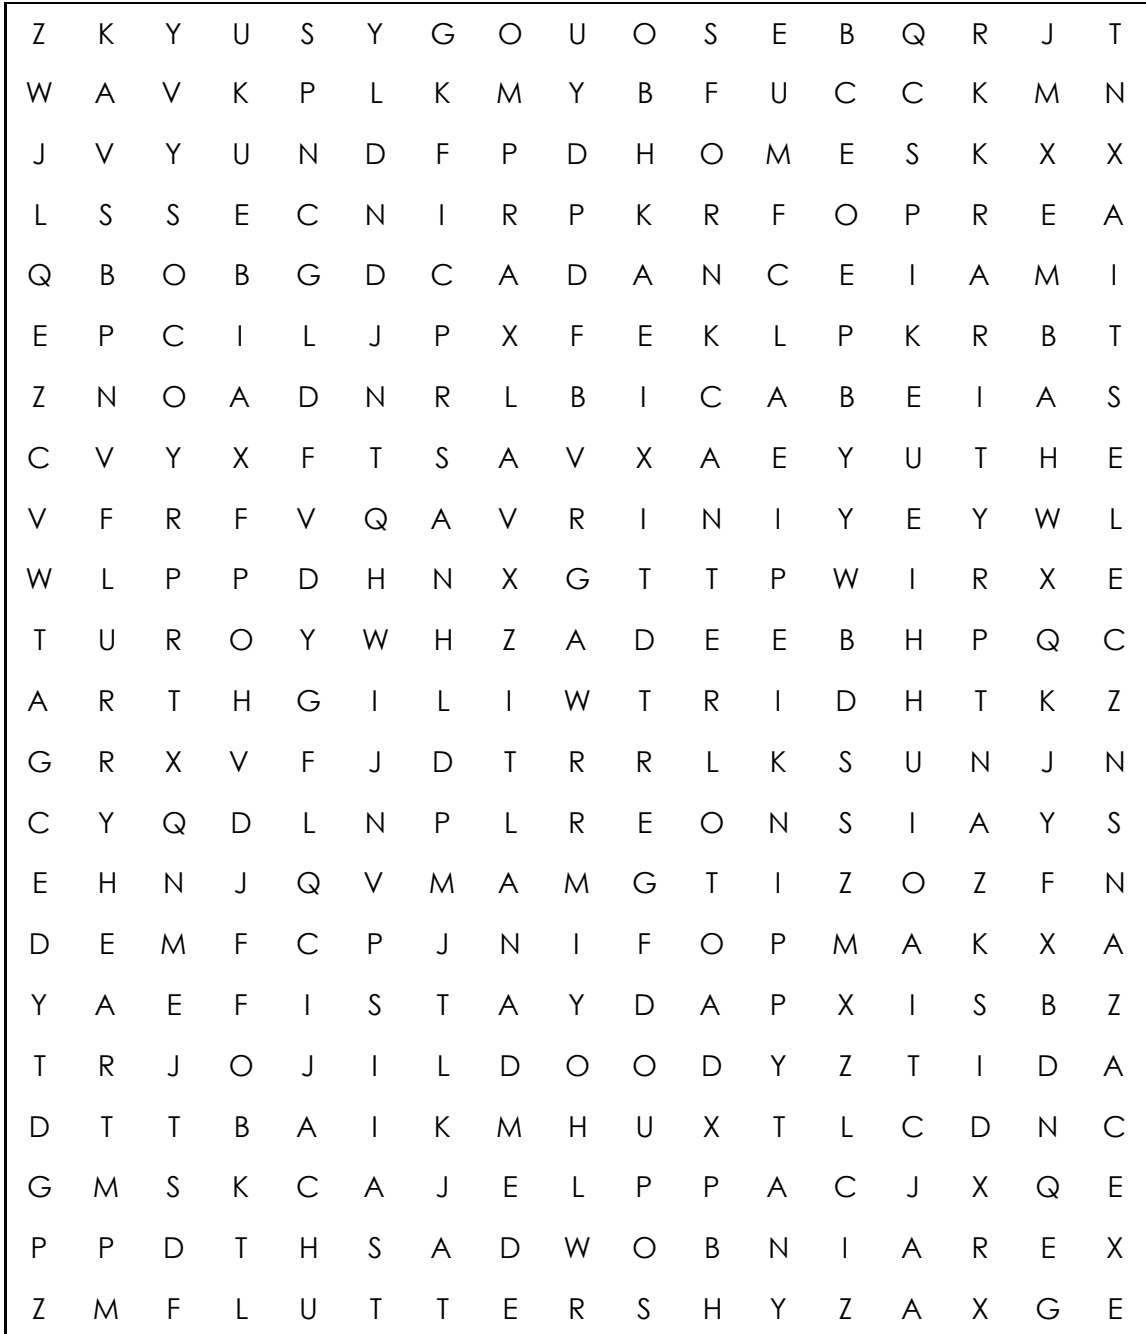 Z K Y U S Y G O U O S E B Q R J T
W A V K P L K M Y B F U C C K M N
J V Y U N D F P D H O M E S K X X
L S S E C N I R P K R F O P R E A
Q B O B G D C A D A N C E I A M I
E P C I L J P X F E K L P K R B T
Z N O A D N R L B I C A B E I A S
C V Y X F T S A V X A E Y U T H E
V F R F V Q A V R I N I Y E Y W L
W L P P D H N X G T T P W I R X E
T U R O Y W H Z A D E E B H P Q C
A R T H G I L I W T R I D H T K Z
G R X V F J D T R R L K S U N J N
C Y Q D L N P L R E O N S I A Y S
E H N J Q V M A M G T I Z O Z F N
D E M F C P J N I F O P M A K X A
Y A E F I S T A Y D A P X I S B Z
T R J O J I L D O O D Y Z T I D A
D T T B A I K M H U X T L C D N C
G M S K C A J E L P P A C J X Q E
P P D T H S A D W O B N I A R E X
Z M F L U T T E R S H Y Z A X G E